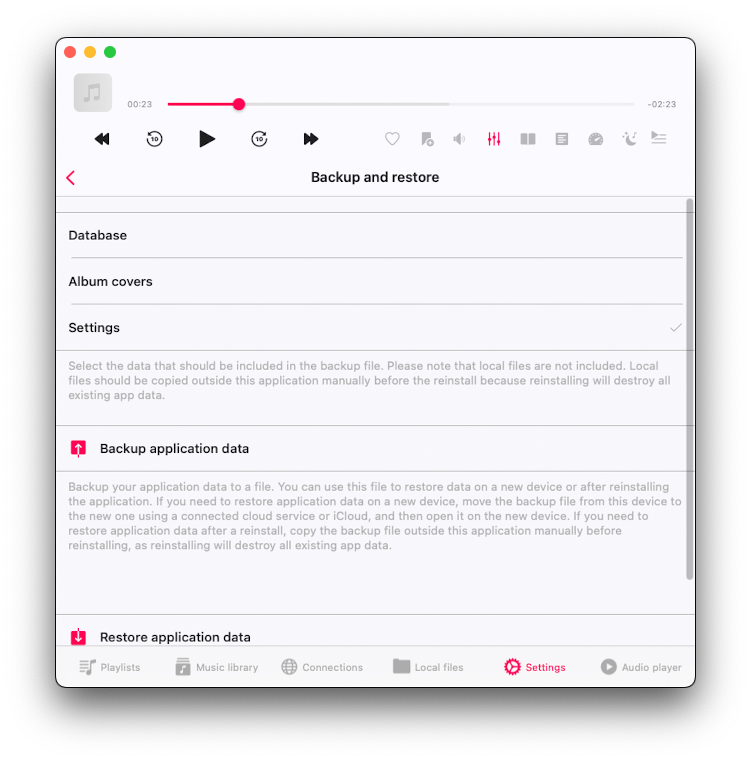 00:23
-02:23
10
10
Backup and restore
Database
Album covers
Settings
Select the data that should be included in the backup file. Please note that local files are not included. Local
files should be copied outside this application manually before the reinstall because reinstalling will destroy all
existing app data.
Backup application data
Backup your application data to a file. You can use this file to restore data on a new device or after reinstalling
the application. If you need to restore application data on a new device, move the backup file from this device to
the new one using a connected cloud service or iCloud, and then open it on the new device. If you need to
restore application data after a reinstall, copy the backup file outside this application manually before
reinstalling, as reinstalling will destroy all existing app data.
Restore application data
Playlists
Music library
Connections
Local files
Settings
Audio player